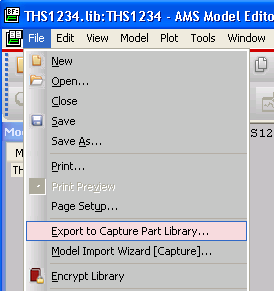 THS1234.lib:THS1234 - AMS Model Edito
File Edit View Plot Tools Window
New
Open...
Close
Save
Save As...
Print...
Print Preview
Page Setup...
Export to Capture Part Library...
Model Import Wizard [Capture]...
Encrypt Library
Mo
M
TH
S12